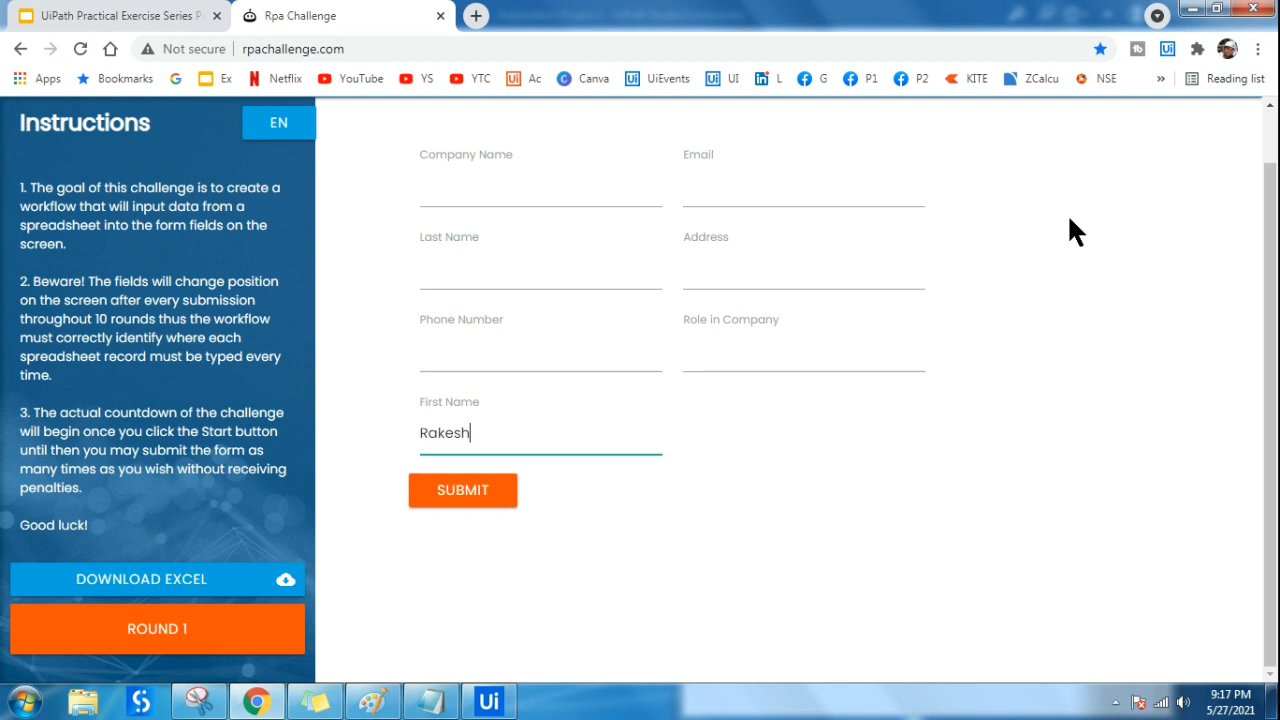 UiPath Practical Exercise Series P
Rpa Challenge
Not secure
rpachallenge.com
Apps
Bookmarks
Ex
Netflix
YouTube
YS
YTC
Ac
Canva
UiEvents
UI
L
G
P1
P2
KITE
ZCalcu
NSE
Reading list
Instructions
EN
1. The goal of this challenge is to create a
workflow that will input data from a
spreadsheet into the form fields on the
screen.
2. Beware! The fields will change position
on the screen after every submission
throughout 10 rounds thus the workflow
must correctly identify where each
spreadsheet record must be typed every
time.
3. The actual countdown of the challenge
will begin once you click the Start button
until then you may submit the form as
many times as you wish without receiving
penalties.
Good luck!
DOWNLOAD EXCEL
ROUND 1
Company Name
Email
Last Name
Address
Phone Number
Role in Company
First Name
Rakesh
SUBMIT
Ui
9:17 PM
5/27/2021